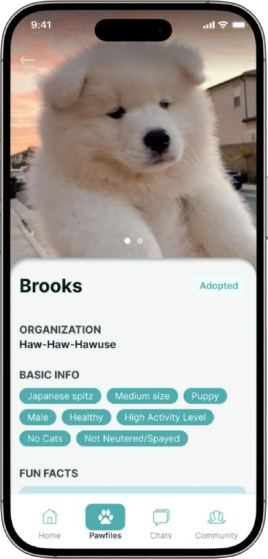 9:41
Brooks
Adopted
ORGANIZATION
Haw-Haw-Hawuse
BASIC INFO
Japanese spitz Medium size Puppy
Male Healthy High Activity Level
No Cats Not Neutered/Spayed
FUN FACTS
Home Pawfiles Chats Community